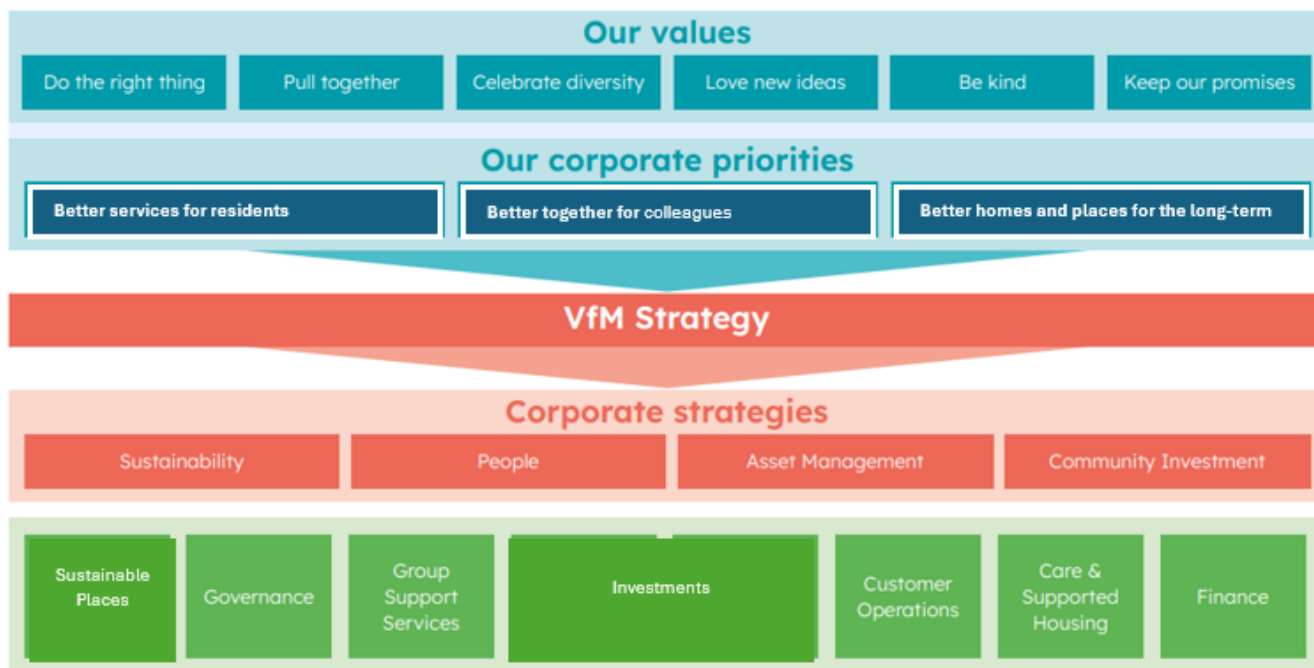 Our values
Do the right thing
Pull together
Celebrate diversity
Love new ideas
Be kind
Keep our promises
Our corporate priorities
Better services for residents
Better together for colleagues
Better homes and places for the long-term
VfM Strategy
Corporate strategies
Sustainability
People
Asset Management
Community Investment
Sustainable
Places
Governance
Group
Support
Services
Investments
Customer
Operations
Care &
Supported
Housing
Finance